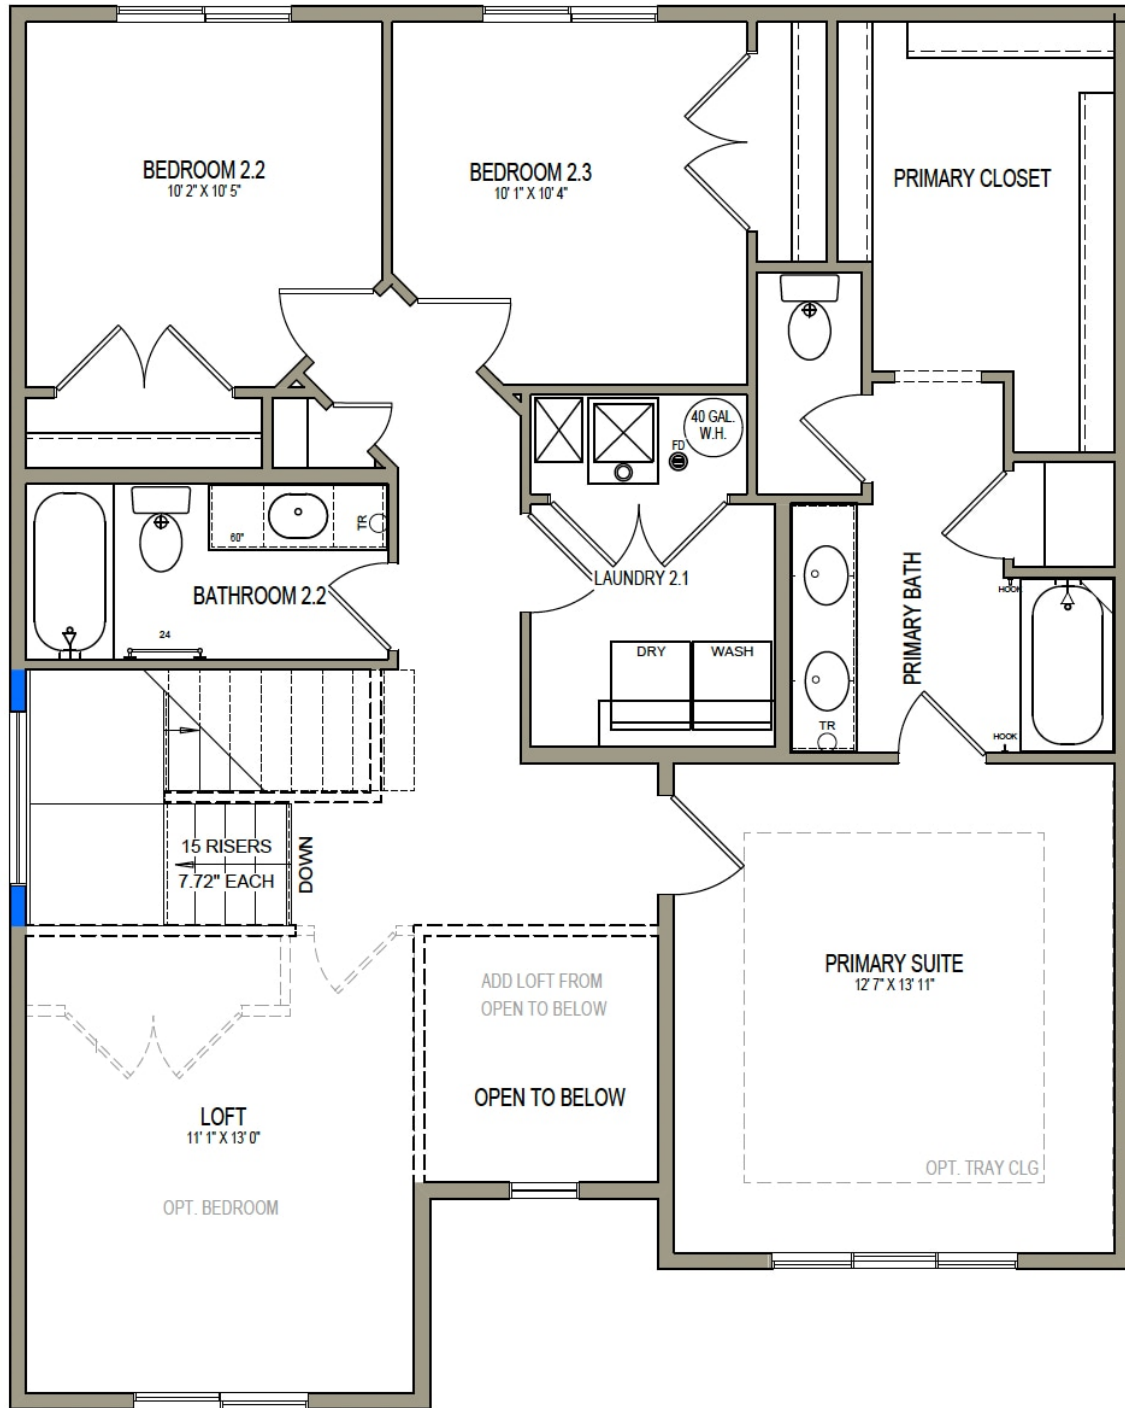 BEDROOM 2.2
10' 2" X 10' 5"
BEDROOM 2.3
10' 1" X 10' 4"
PRIMARY CLOSET
40 GAL.
W.H.
FD
60"
TR
BATHROOM 2.2
24
LAUNDRY 2.1
DRY
WASH
PRIMARY BATH
HOOK
HOOK
TR
15 RISERS
7.72" EACH
DOWN
ADD LOFT FROM
OPEN TO BELOW
OPEN TO BELOW
PRIMARY SUITE
12' 7" X 13' 11"
OPT. TRAY CLG
LOFT
11' 1" X 13' 0"
OPT. BEDROOM